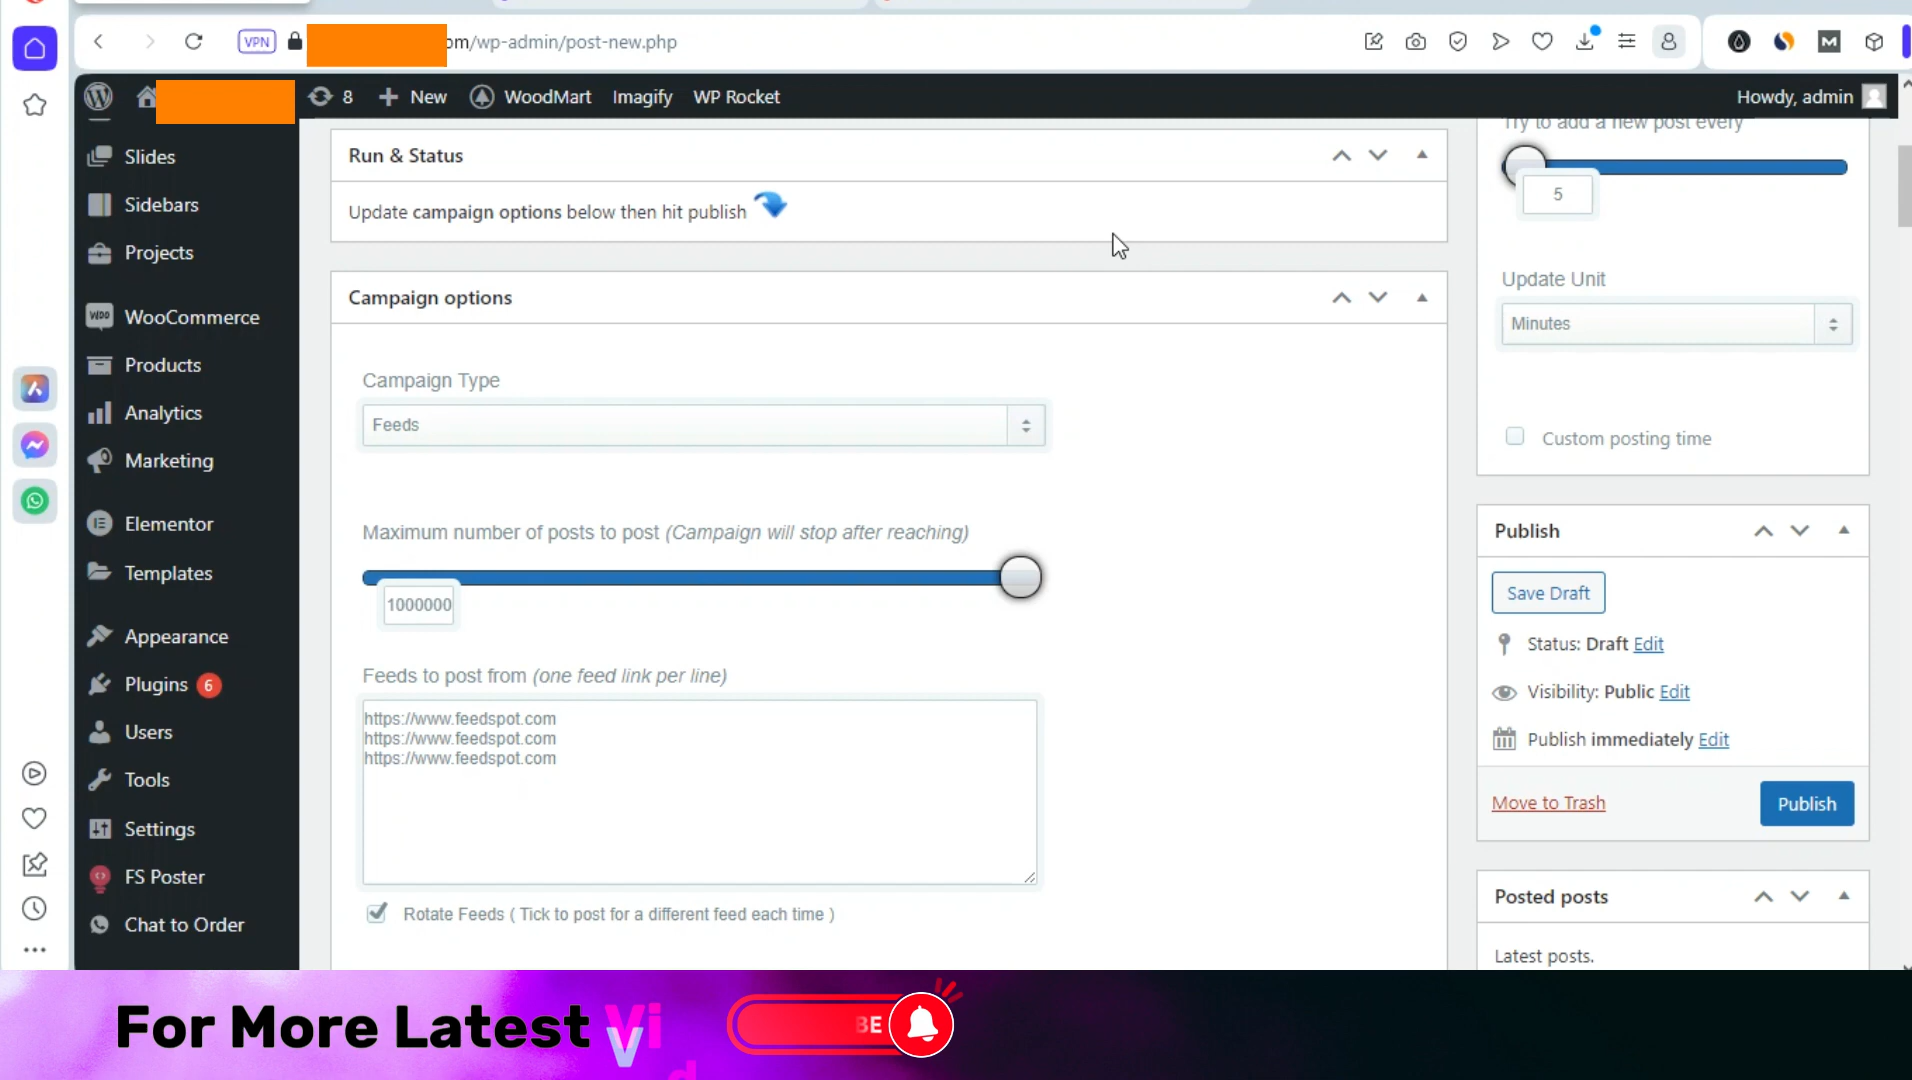 VPN
om/wp-admin/post-new.php
8
New
WoodMart
Imagify
WP Rocket
Howdy, admin
Slides
Sidebars
Projects
WooCommerce
Products
Analytics
Marketing
Elementor
Templates
Appearance
Plugins 6
Users
Tools
Settings
FS Poster
Chat to Order
Run & Status
Update campaign options below then hit publish
Campaign options
Campaign Type
Feeds
Maximum number of posts to post (Campaign will stop after reaching)
1000000
Feeds to post from (one feed link per line)
https://www.feedspot.com
https://www.feedspot.com
https://www.feedspot.com
Rotate Feeds ( Tick to post for a different feed each time )
Try to add a new post every
5
Update Unit
Minutes
Custom posting time
Publish
Save Draft
Status: Draft Edit
Visibility: Public Edit
Publish immediately Edit
Move to Trash
Publish
Posted posts
Latest posts.
For More Latest Vi
BE